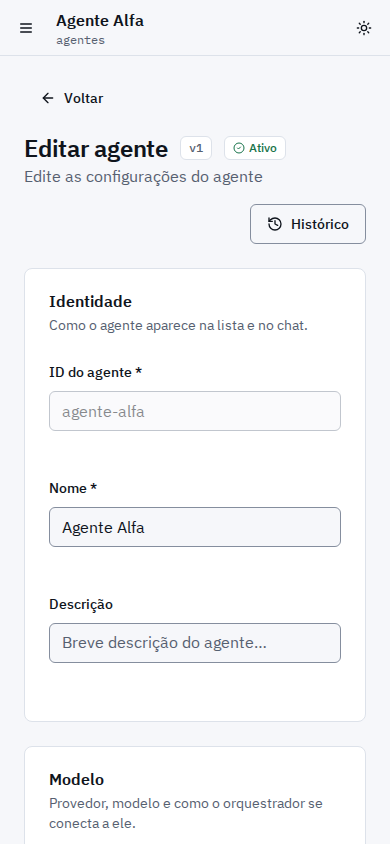 Agente Alfa
agentes
Voltar
Editar agente v1 Ativo
Edite as configurações do agente
Histórico
Identidade
Como o agente aparece na lista e no chat.
ID do agente *
agente-alfa
Nome *
Agente Alfa
Descrição
Breve descrição do agente...
Modelo
Provedor, modelo e como o orquestrador se
conecta a ele.